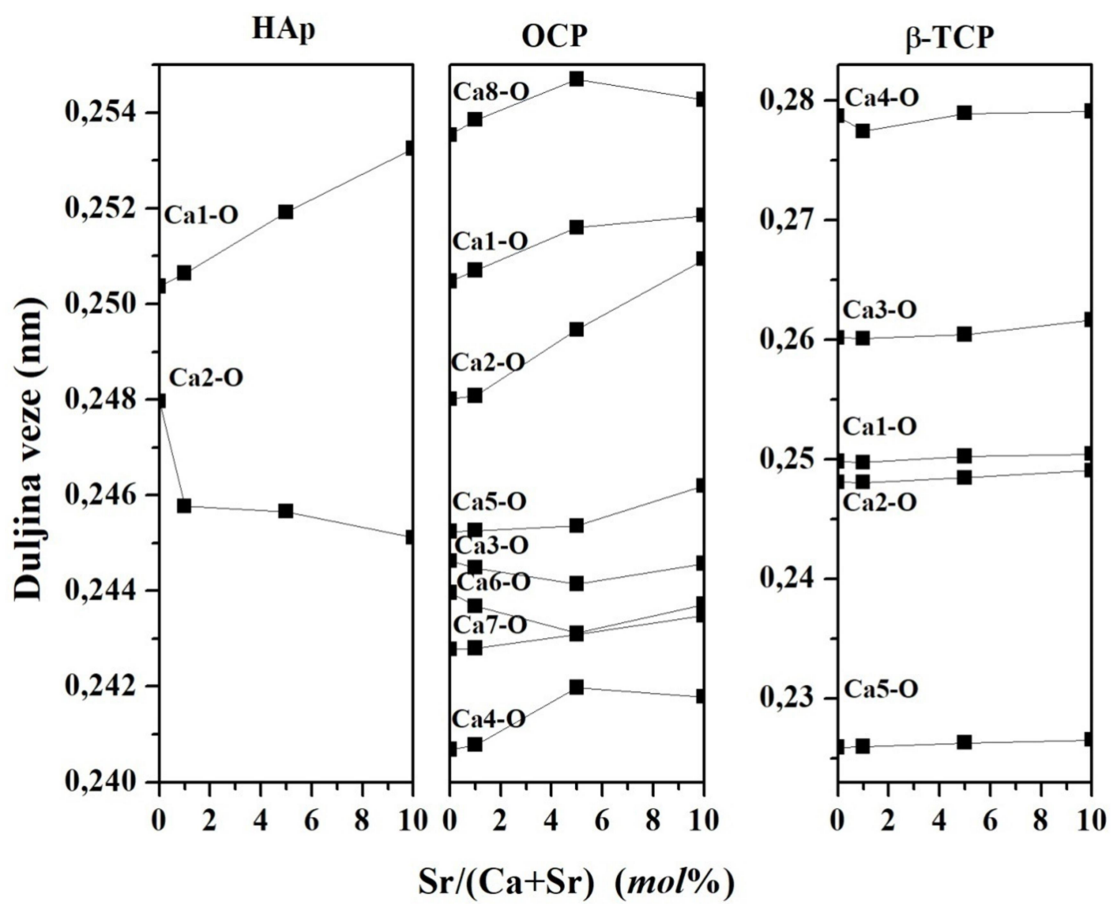 HAp
OCP
β-TCP
Duljina veze (nm)
0,254
0,252
0,250
0,248
0,246
0,244
0,242
0,240
Ca1-O
Ca2-O
0 2 4 6 8 10
Ca8-O
Ca1-O
Ca2-O
Ca5-O
Ca3-O
Ca6-O
Ca7-O
Ca4-O
0 2 4 6 8 10
0,28
0,27
0,26
0,25
0,24
0,23
Ca4-O
Ca3-O
Ca1-O
Ca2-O
Ca5-O
0 2 4 6 8 10
Sr/(Ca+Sr) (mol%)